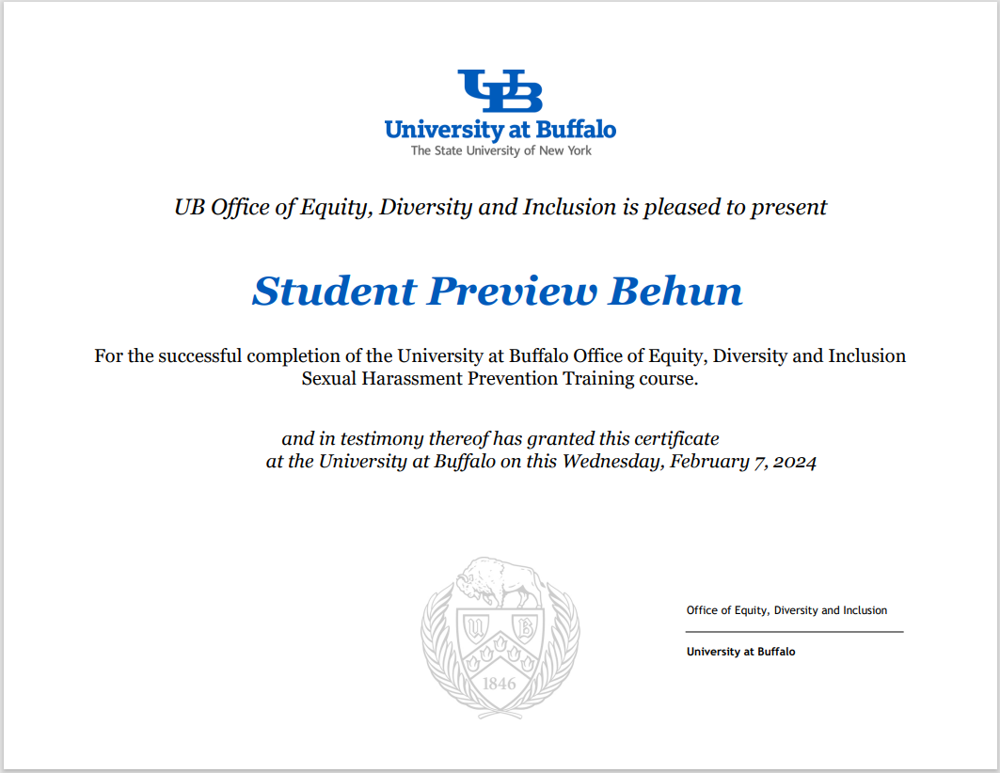 UB
University at Buffalo
The State University of New York
UB Office of Equity, Diversity and Inclusion is pleased to present
Student Preview Behun
For the successful completion of the University at Buffalo Office of Equity, Diversity and Inclusion
Sexual Harassment Prevention Training course.
and in testimony thereof has granted this certificate
at the University at Buffalo on this Wednesday, February 7, 2024
U B
1846
Office of Equity, Diversity and Inclusion
University at Buffalo